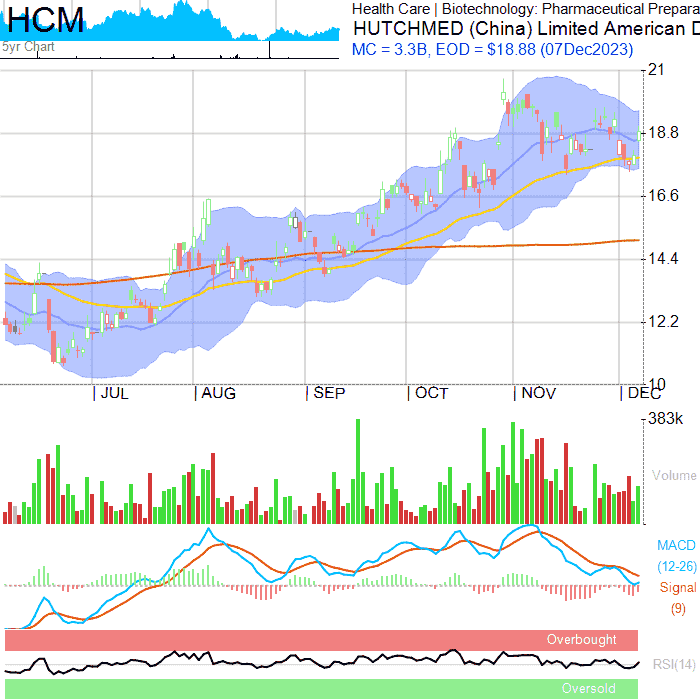 HCM
5yr Chart
Health Care | Biotechnology: Pharmaceutical Prepara
HUTCHMED (China) Limited American D
MC = 3.3B, EOD = $18.88 (07Dec2023)
21
18.8
16.6
14.4
12.2
10
JUL AUG SEP OCT NOV DEC
383k
Volume
MACD
(12-26)
Signal
(9)
Overbought
RSI(14)
Oversold